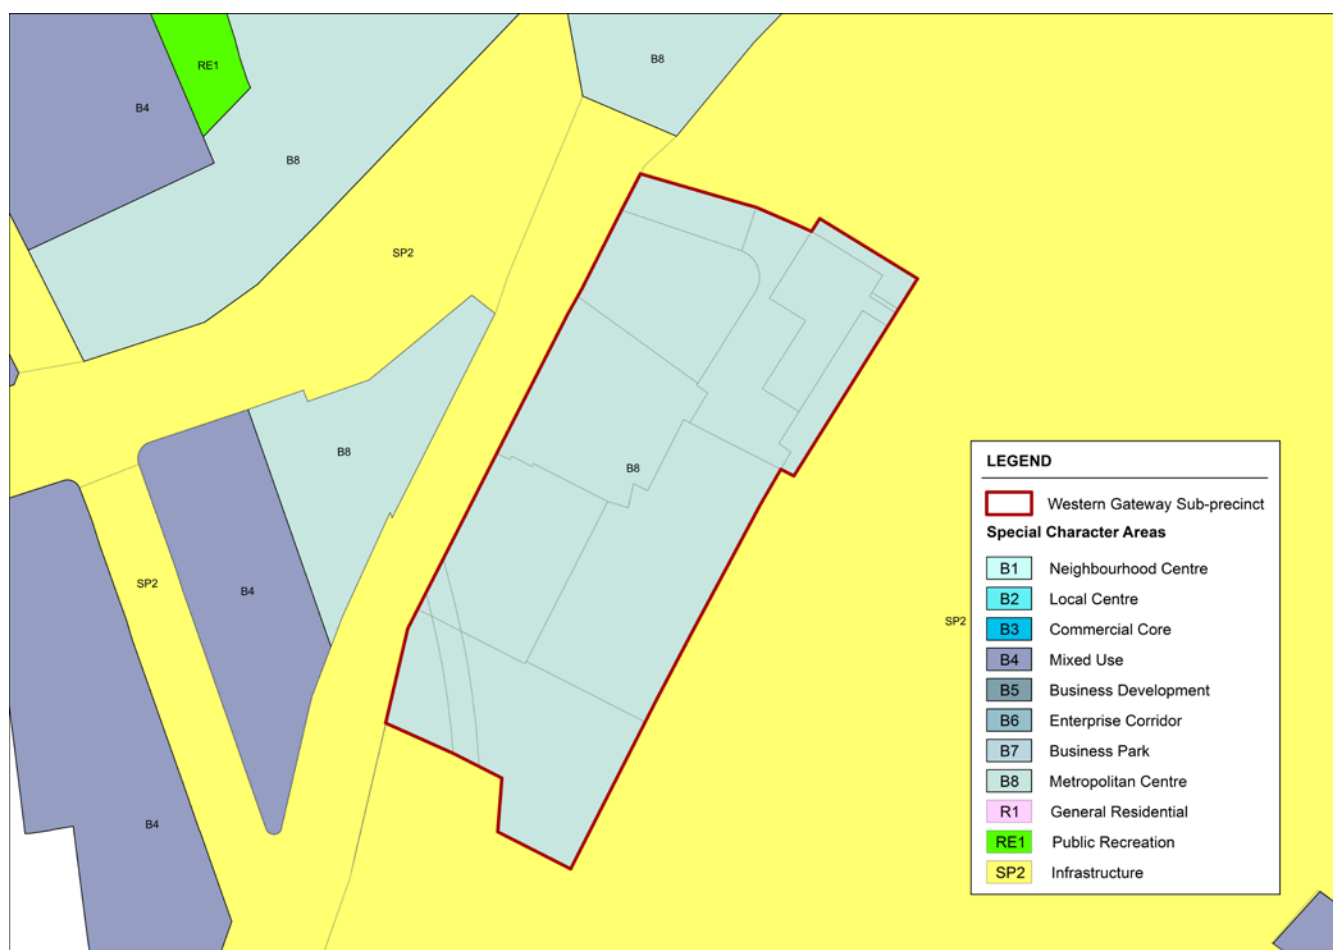 B8
RE1
B4
B8
SP2
B8
B8
SP2
B4
SP2
B4
LEGEND
Western Gateway Sub-precinct
Special Character Areas
B1 Neighbourhood Centre
B2 Local Centre
B3 Commercial Core
B4 Mixed Use
B5 Business Development
B6 Enterprise Corridor
B7 Business Park
B8 Metropolitan Centre
R1 General Residential
RE1 Public Recreation
SP2 Infrastructure